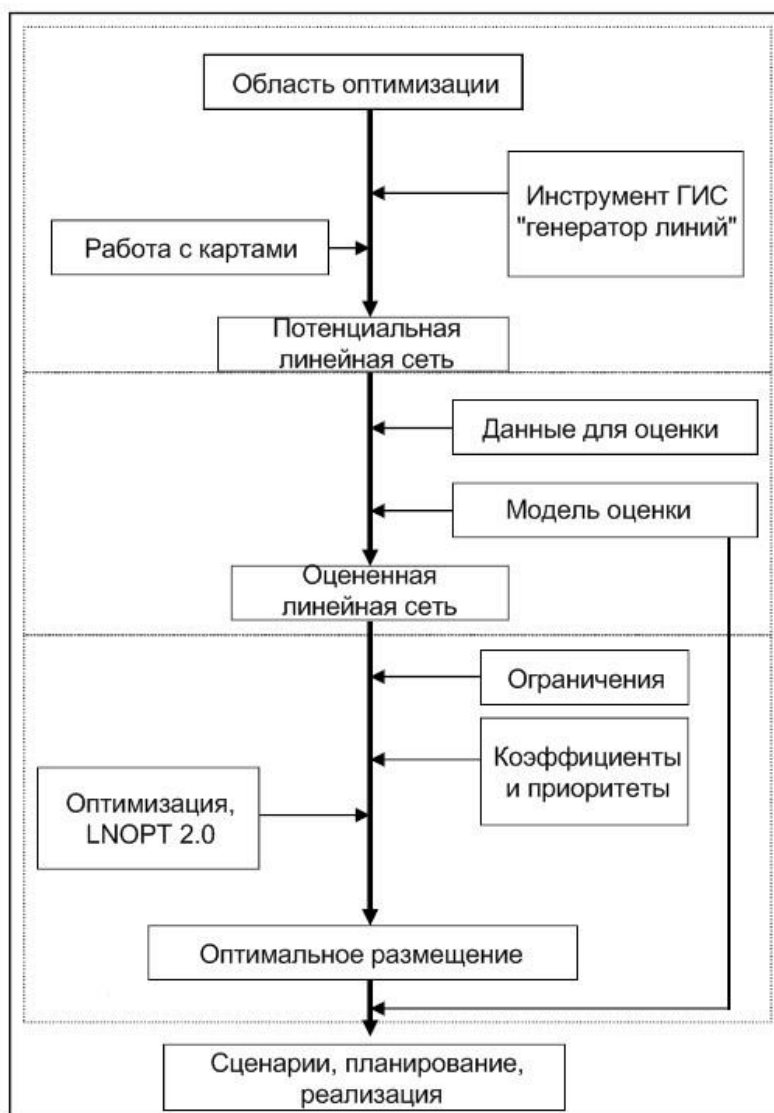 Область оптимизации
Инструмент ГИС
"генератор линий"
Работа с картами
Потенциальная
линейная сеть
Данные для оценки
Модель оценки
Оцененная
линейная сеть
Ограничения
Коэффициенты
и приоритеты
Оптимизация,
LNOPT 2.0
Оптимальное размещение
Сценарии, планирование,
реализация